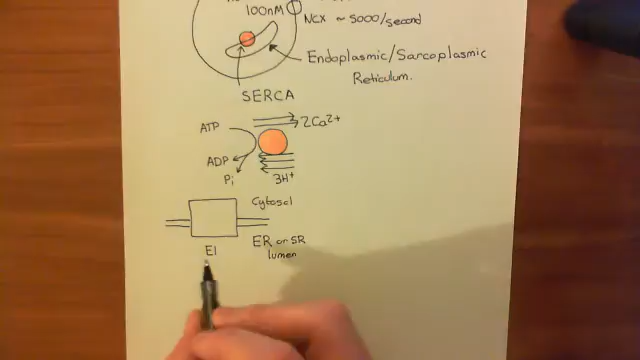 100nM
NCX ~ 5000/second
Endoplasmic/Sarcoplasmic
Reticulum.
SERCA
ATP
2Ca2+
ADP
Pi
3H+
Cytosol
E1
ER or SR
lumen